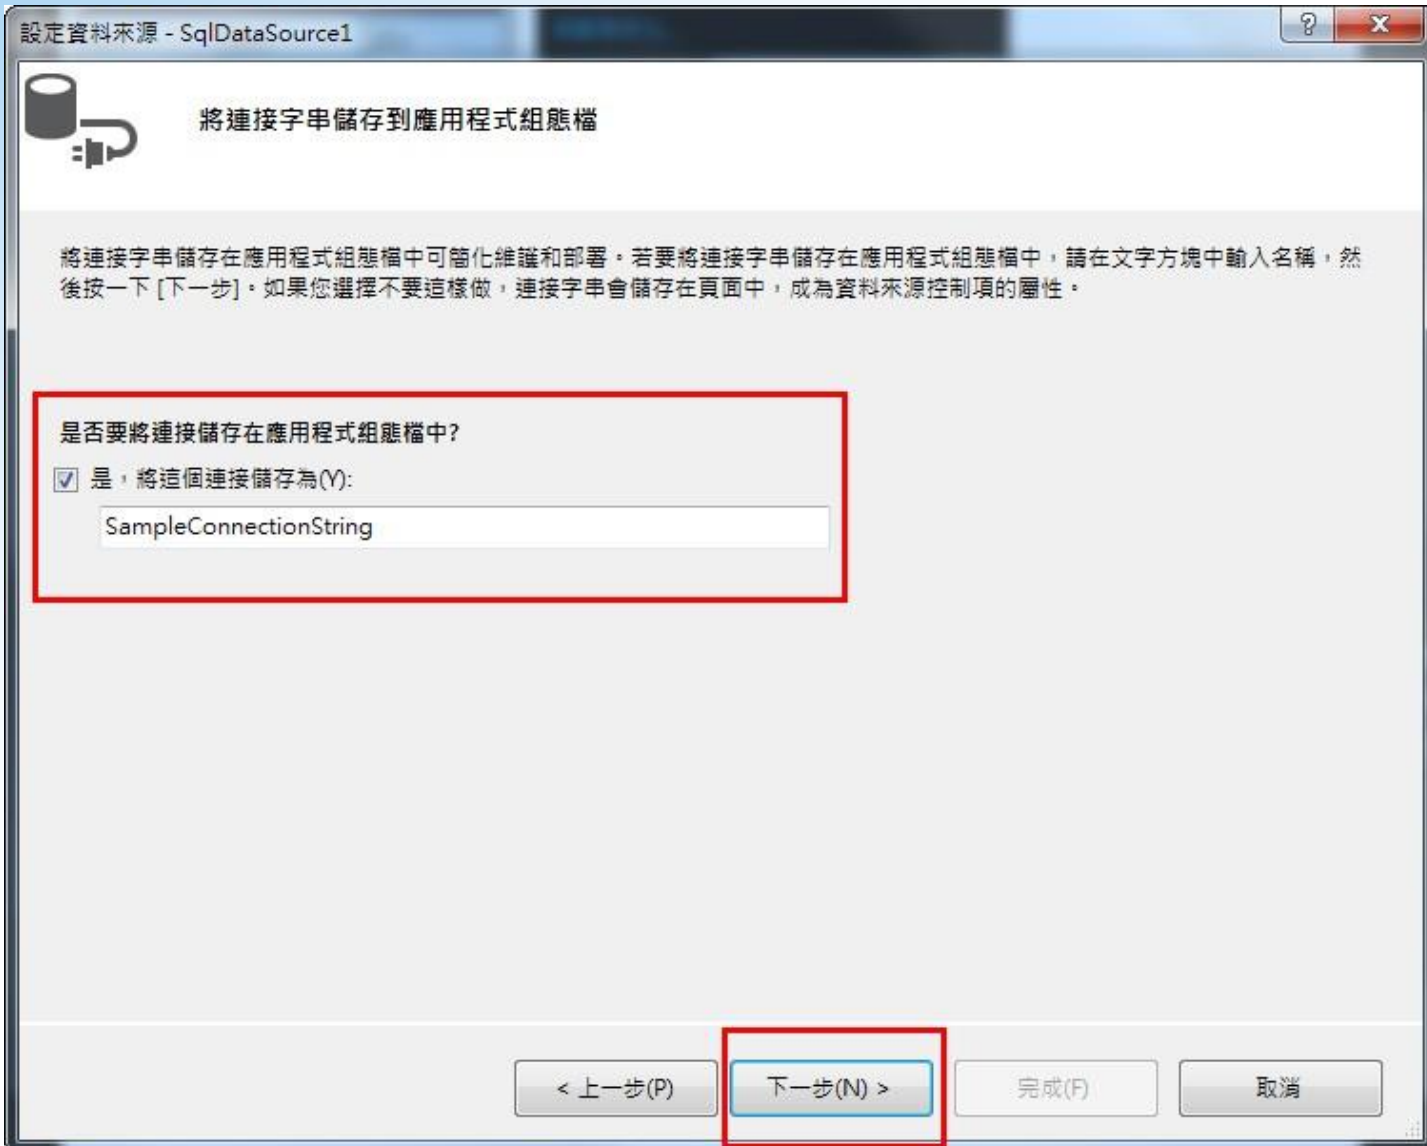 設定資料來源 - SqlDataSource1
將連接字串儲存到應用程式組態檔
將連接字串儲存在應用程式組態檔中可簡化維護和部署。若要將連接字串儲存在應用程式組態檔中，請在文字方塊中輸入名稱，然
後按一下 [下一步]。如果您選擇不要這樣做，連接字串會儲存在頁面中，成為資料來源控制項的屬性。
是否要將連接儲存在應用程式組態檔中?
是，將這個連接儲存為(Y):
SampleConnectionString
< 上一步(P)
下一步(N) >
完成(F)
取消